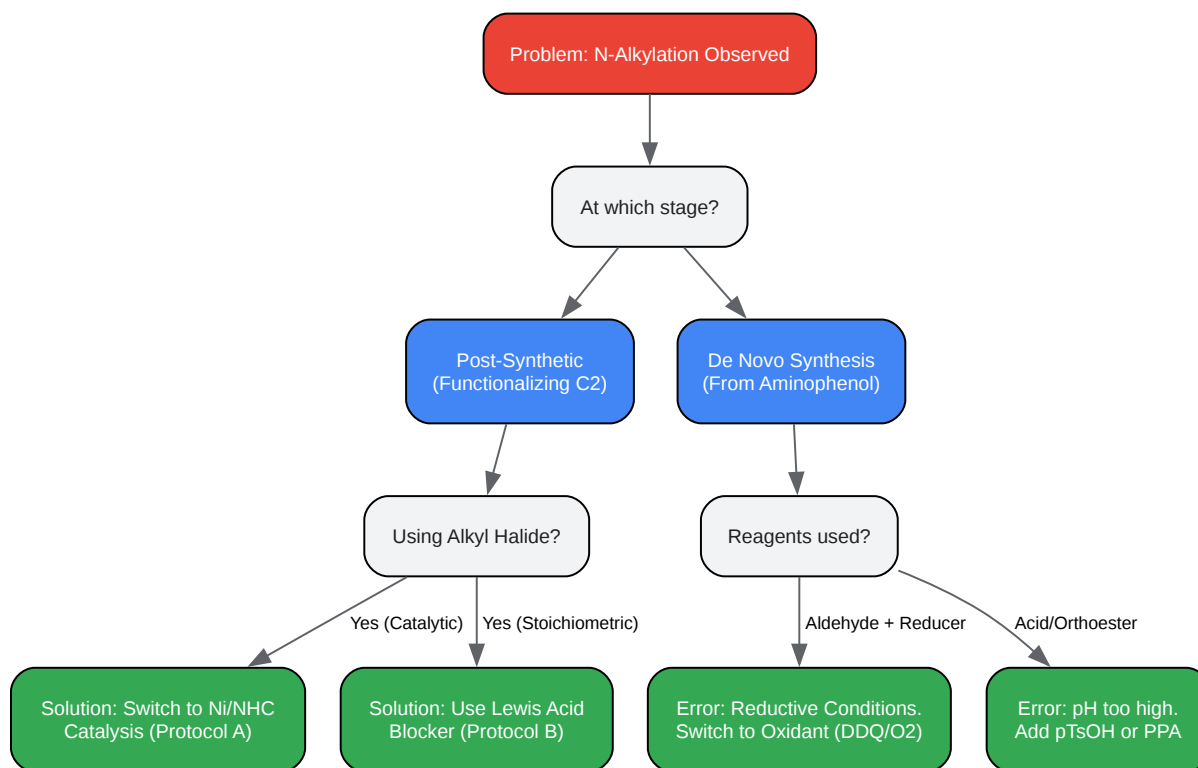 Problem: N-Alkylation Observed
At which stage?
Post-Synthetic
(Functionalizing C2)
De Novo Synthesis
(From Aminophenol)
Using Alkyl Halide?
Reagents used?
Yes (Catalytic)
Yes (Stoichiometric)
Aldehyde + Reducer
Acid/Orthoester
Solution: Switch to Ni/NHC
Catalysis (Protocol A)
Solution: Use Lewis Acid
Blocker (Protocol B)
Error: Reductive Conditions.
Switch to Oxidant (DDQ/O2)
Error: pH too high.
Add pTsOH or PPA